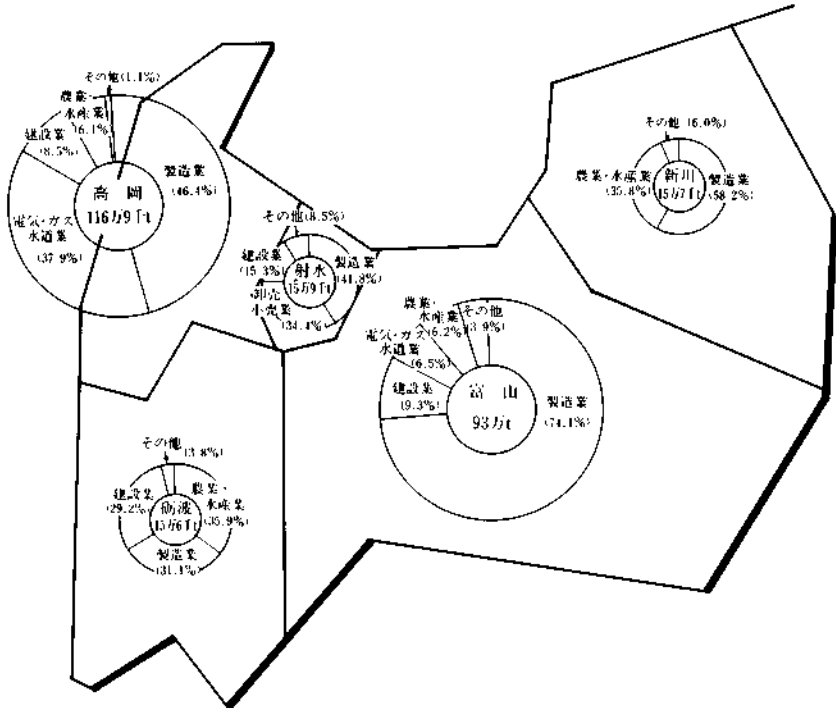 その他(1.1%)
農業・
水産業
(6.1%)
建設業
(8.5%)
製造業
(46.4%)
高岡
116万9千t
電気・ガス
水道業
(37.9%)
その他(8.5%)
建設業
(15.3%)
製造業
(41.8%)
射水
15万9千t
卸売
小売業
(34.4%)
その他(6.0%)
農業・水産業
(35.8%)
新川
15万7千t
製造業
(58.2%)
農業・
水産業
(6.2%)
その他
(3.9%)
電気・ガス
水道業
(6.5%)
建設業
(9.3%)
富山
93万t
製造業
(74.1%)
その他(3.8%)
建設業
(29.2%)
農業・
水産業
(35.9%)
砺波
製造業